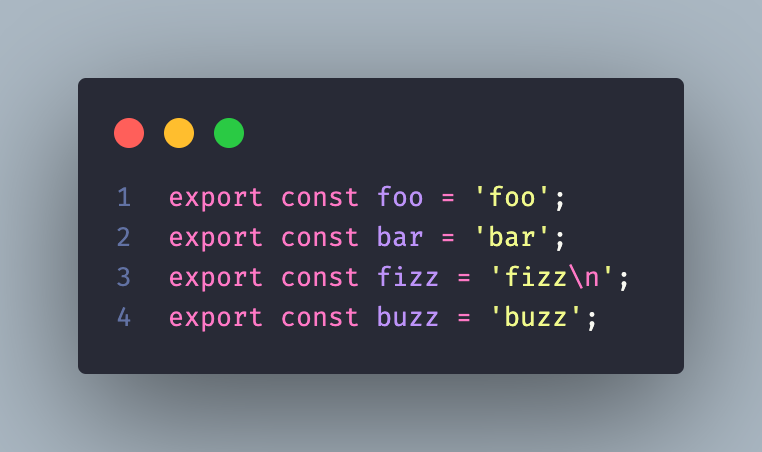 1 export const foo = 'foo';
2 export const bar = 'bar';
3 export const fizz = 'fizz\n';
4 export const buzz = 'buzz';